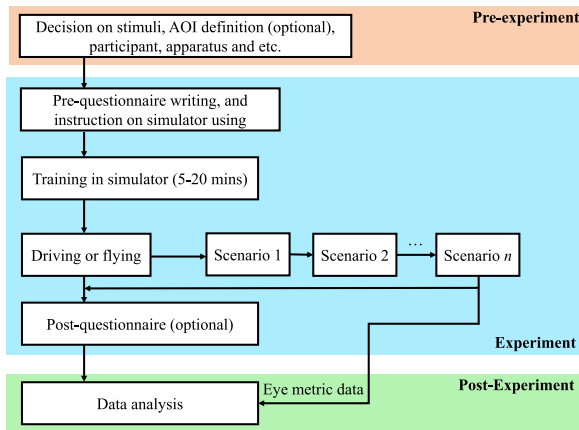 Pre-experiment
Decision on stimuli, AOI definition (optional),
participant, apparatus and etc.
Pre-questionnaire writing, and
instruction on simulator using
Training in simulator (5-20 mins)
Driving or flying
Scenario 1
Scenario 2
...
Scenario n
Post-questionnaire (optional)
Experiment
Post-Experiment
Eye metric data
Data analysis